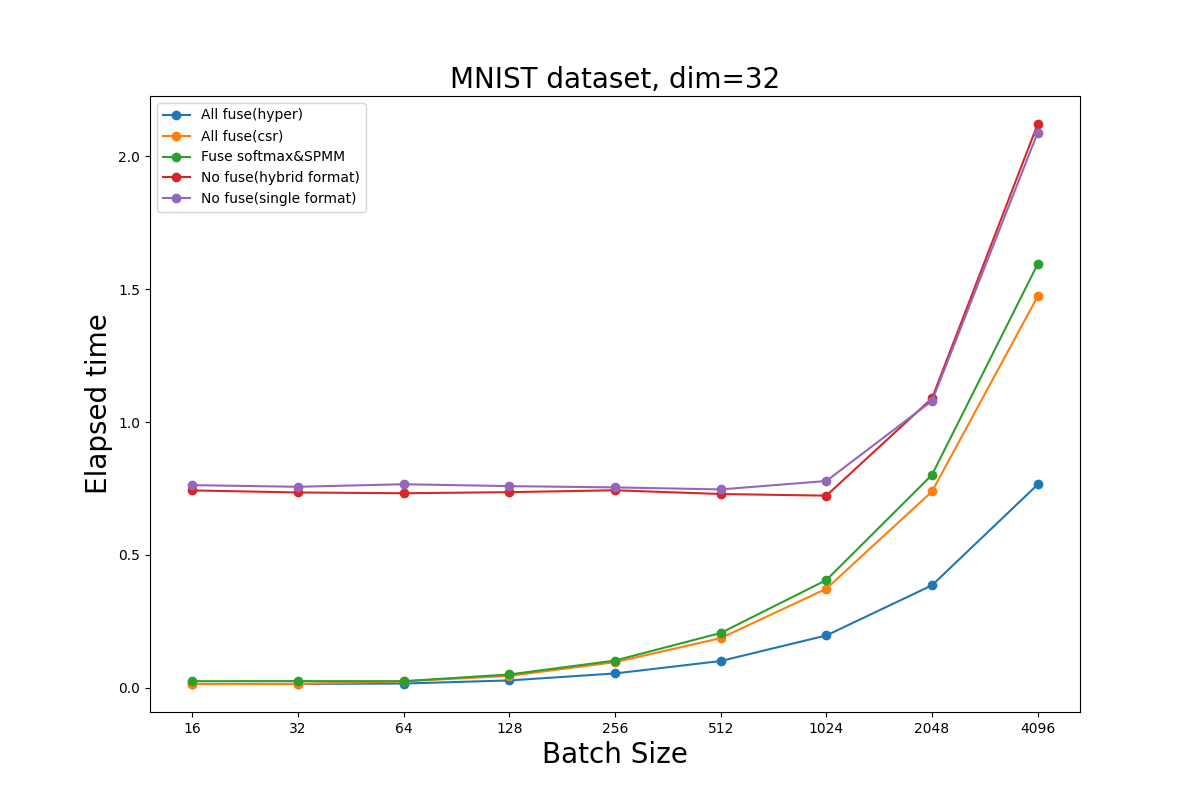 MNIST dataset, dim=32
All fuse(hyper)
All fuse(csr)
Fuse softmax&SPMM
No fuse(hybrid format)
No fuse(single format)
Elapsed time
2.0
1.5
1.0
0.5
0.0
16 32 64 128 256 512 1024 2048 4096
Batch Size